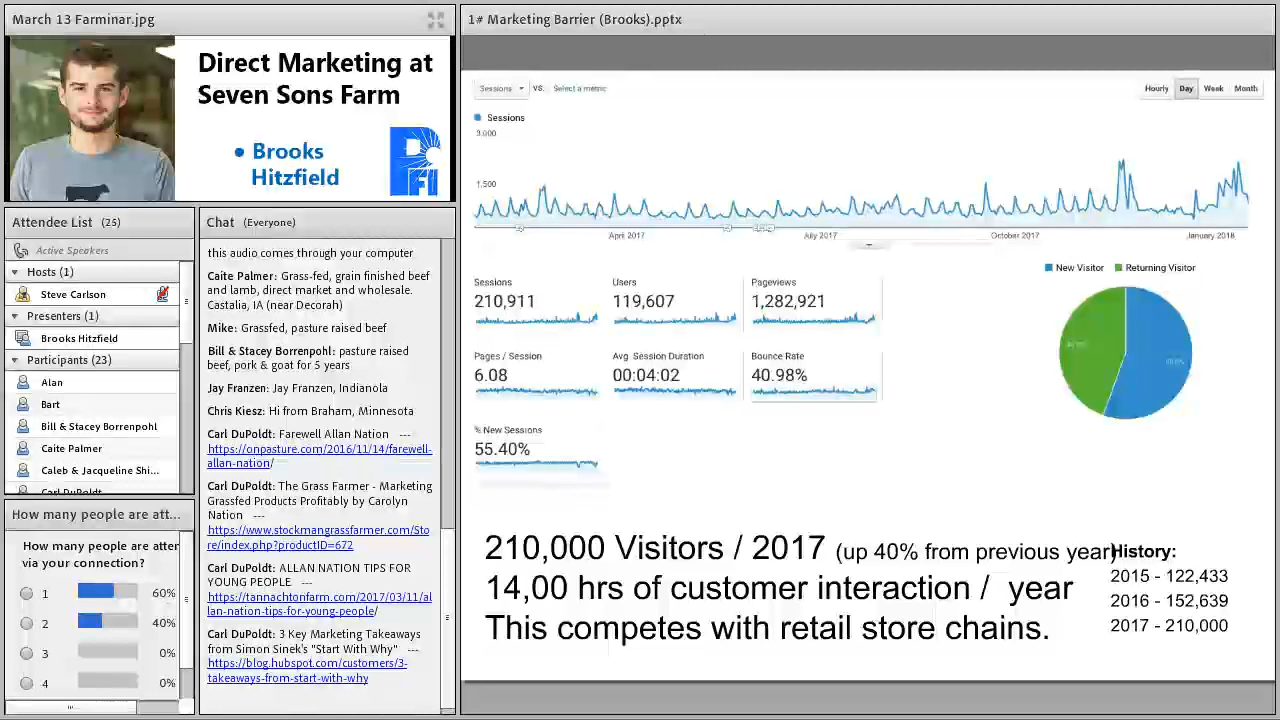 March 13 Farminar.jpg
Direct Marketing at
Seven Sons Farm
• Brooks
Hitzfield
PFI
Attendee List (25)
Active Speakers
Hosts (1)
Steve Carlson
Presenters (1)
Brooks Hitzfield
Participants (23)
Alan
Bart
Bill & Stacey Borrenpohl
Caite Palmer
Caleb & Jacqueline Shi...
Carl DuPoldt
How many people are att...
How many people are atter
via your connection?
1 60%
2 40%
3 0%
4 0%
Chat (Everyone)
this audio comes through your computer
Caite Palmer: Grass-fed, grain finished beef
and lamb, direct market and wholesale.
Castalia, IA (near Decorah)
Mike: Grassfed, pasture raised beef
Bill & Stacey Borrenpohl: pasture raised
beef, pork & goat for 5 years
Jay Franzen: Jay Franzen, Indianola
Chris Kiesz: Hi from Braham, Minnesota
Carl DuPoldt: Farewell Allan Nation ---
https://onpasture.com/2016/11/14/farewell-
allan-nation/
Carl DuPoldt: The Grass Farmer - Marketing
Grassfed Products Profitably by Carolyn
Nation ---
https://www.stockmangrassfarmer.com/Sto
re/index.php?productID=672
Carl DuPoldt: ALLAN NATION TIPS FOR
YOUNG PEOPLE ---
https://tannachtonfarm.com/2017/03/11/al
lan-nation-tips-for-young-people/
Carl DuPoldt: 3 Key Marketing Takeaways
from Simon Sinek's "Start With Why" ---
https://blog.hubspot.com/customers/3-
takeaways-from-start-with-why
1# Marketing Barrier (Brooks).pptx
Sessions VS. Select a metric
Hourly Day Week Month
Sessions
3,000
1,500
April 2017 July 2017 October 2017 January 2018
New Visitor Returning Visitor
Sessions
210,911
Users
119,607
Pageviews
1,282,921
Pages / Session
6.08
Avg. Session Duration
00:04:02
Bounce Rate
40.98%
% New Sessions
55.40%
210,000 Visitors / 2017 (up 40% from previous year)
14,00 hrs of customer interaction / year
This competes with retail store chains.
History:
2015 - 122,433
2016 - 152,639
2017 - 210,000